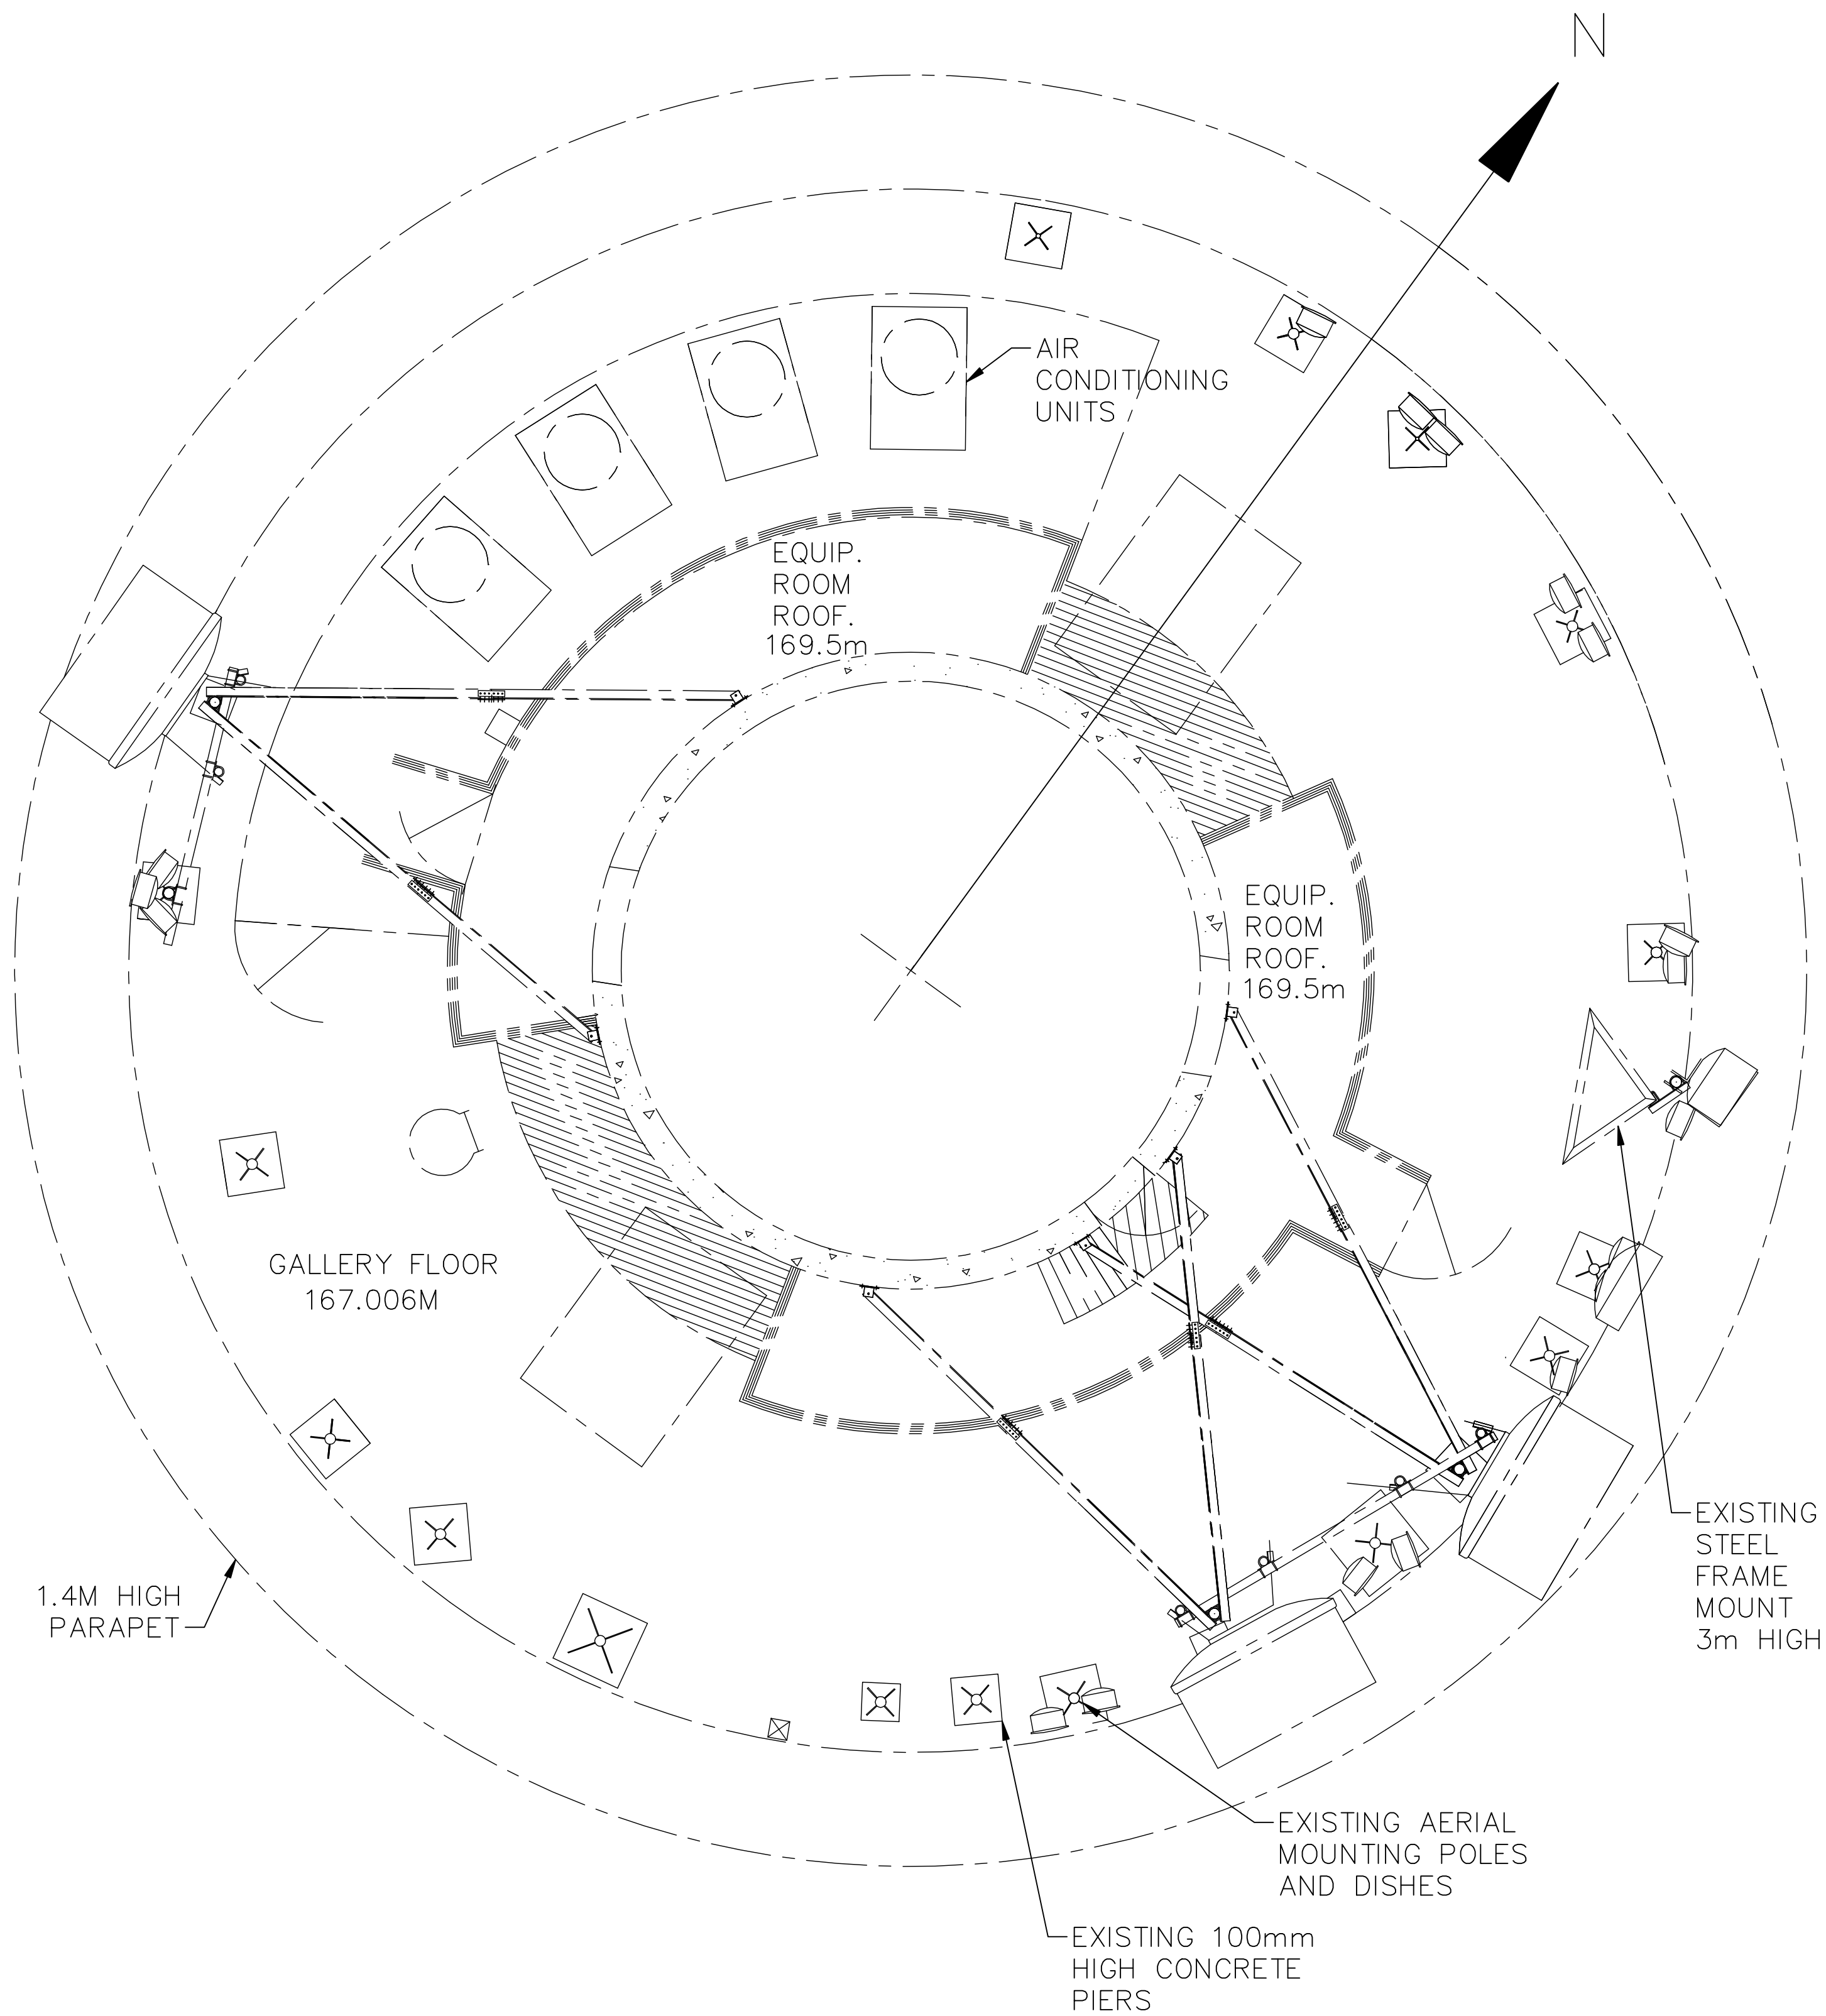 N
AIR
CONDITIONING
UNITS
EQUIP.
ROOM
ROOF.
169.5m
EQUIP.
ROOM
ROOF.
169.5m
GALLERY FLOOR
167.006M
1.4M HIGH
PARAPET
EXISTING
STEEL
FRAME
MOUNT
3m HIGH
EXISTING AERIAL
MOUNTING POLES
AND DISHES
EXISTING 100mm
HIGH CONCRETE
PIERS